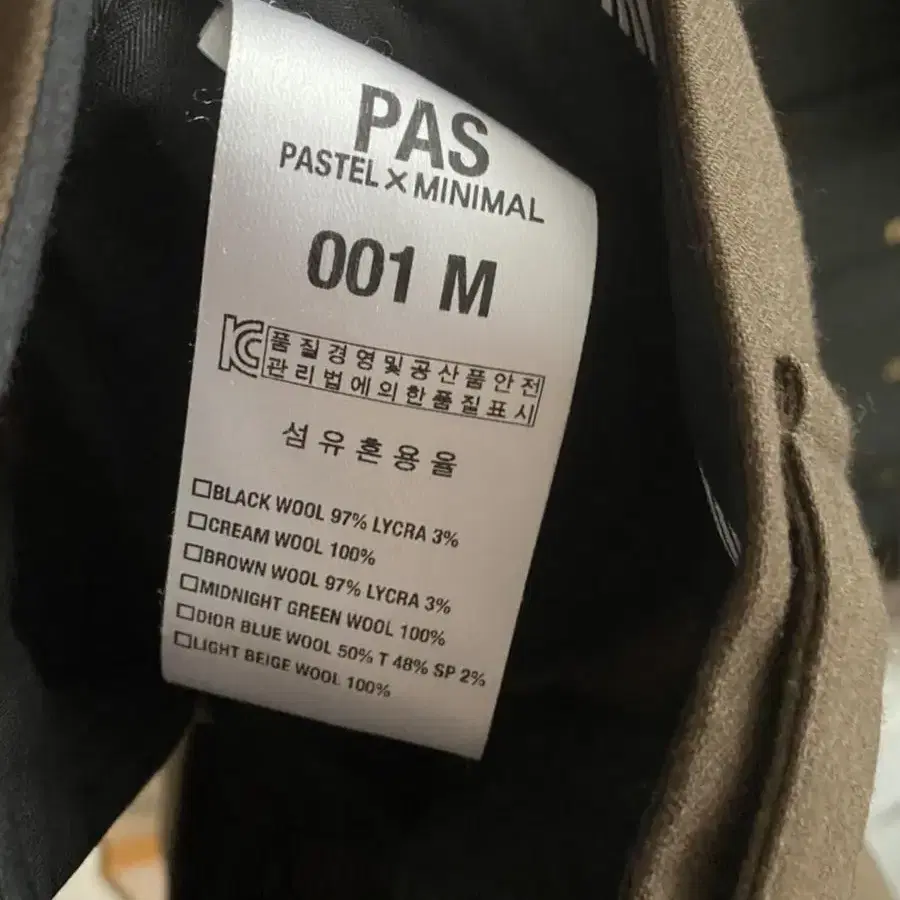 PAS
PASTEL × MINIMAL
001 M
품질경영및공산품안전
관리법에의한품질표시
섬유혼용율
☐BLACK WOOL 97% LYCRA 3%
☐CREAM WOOL 100%
☐BROWN WOOL 97% LYCRA 3%
☐MIDNIGHT GREEN WOOL 100%
☐DIOR BLUE WOOL 50% T 48% SP 2%
☐LIGHT BEIGE WOOL 100%